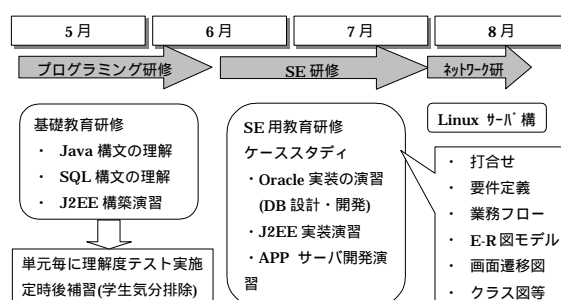 5月
6月
7月
8月
プログラミング研修
SE 研修
ﾈｯﾄﾜｰｸ研
基礎教育研修
・ Java 構文の理解
・ SQL 構文の理解
・ J2EE 構築演習
単元毎に理解度テスト実施
定時後補習(学生気分排除)
SE 用教育研修
ケーススタディ
・Oracle 実装の演習
(DB 設計・開発)
・J2EE 実装演習
・APP サーバ開発演
習
Linux ｻｰﾊﾞ構
・ 打合せ
・ 要件定義
・ 業務フロー
・ E-R 図モデル
・ 画面遷移図
・ クラス図等